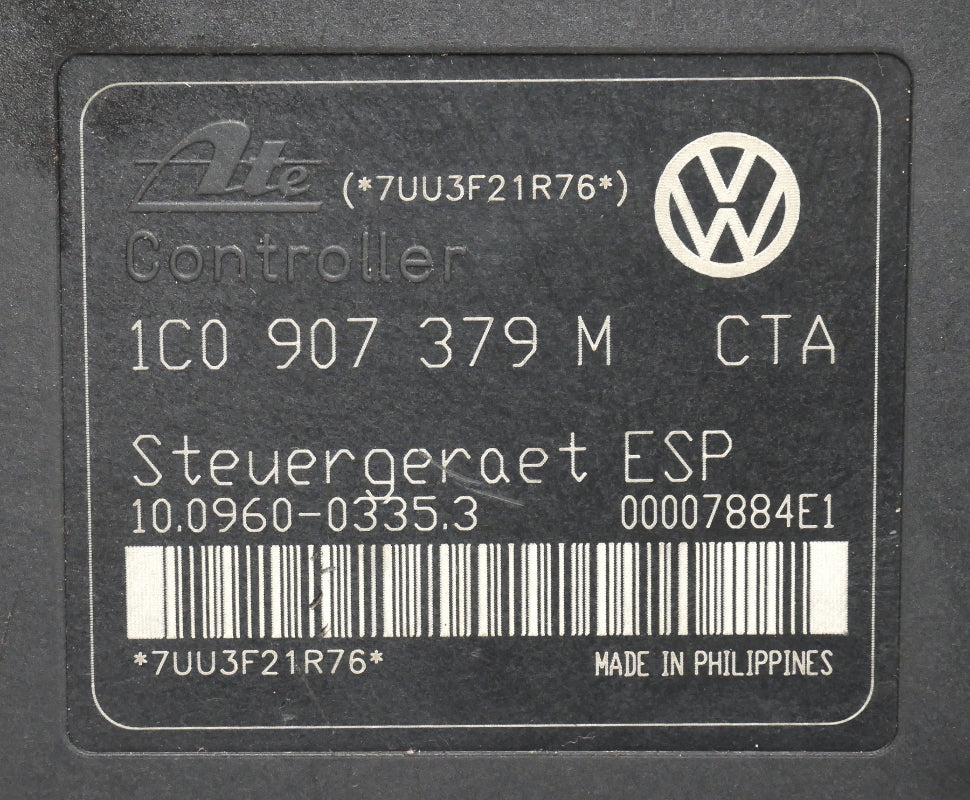 Ate (*7UU3F21R76*)
Controller
1C0 907 379 M CTA
Steuergeraet ESP
10.0960-0335.3 00007884E1
*7UU3F21R76*
MADE IN PHILIPPINES